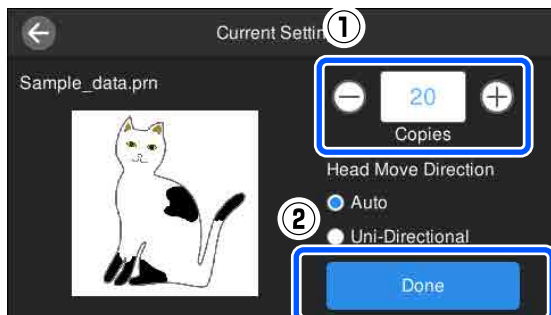 Current Settin
①
Sample_data.prn
20
Copies
Head Move Direction
Auto
②
Uni-Directional
Done